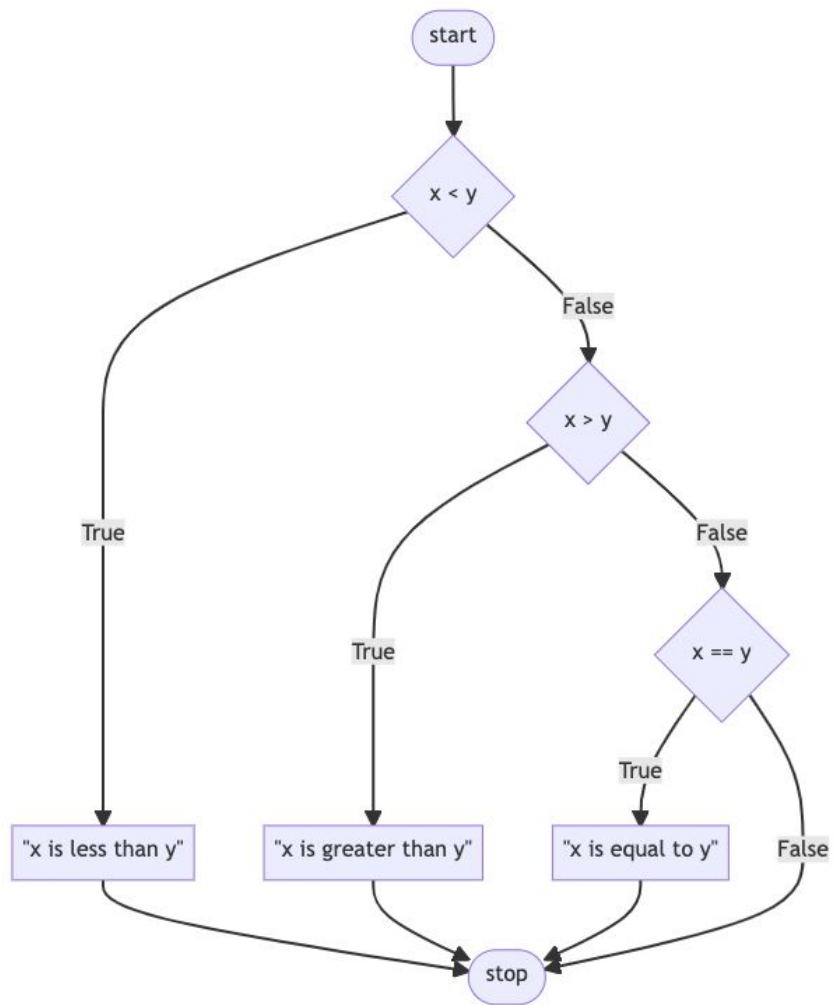 start
x < y
False
x > y
True
False
True
x == y
True
"x is less than y"
"x is greater than y"
"x is equal to y"
False
stop